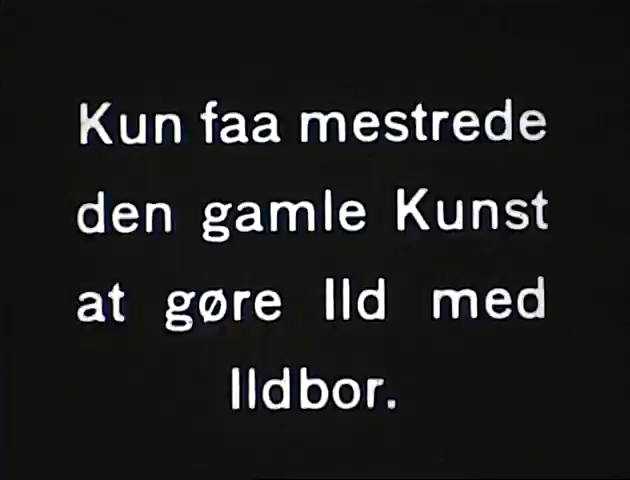 Kun faa mestrede
den gamle Kunst
at gøre Ild med
Ildbor.